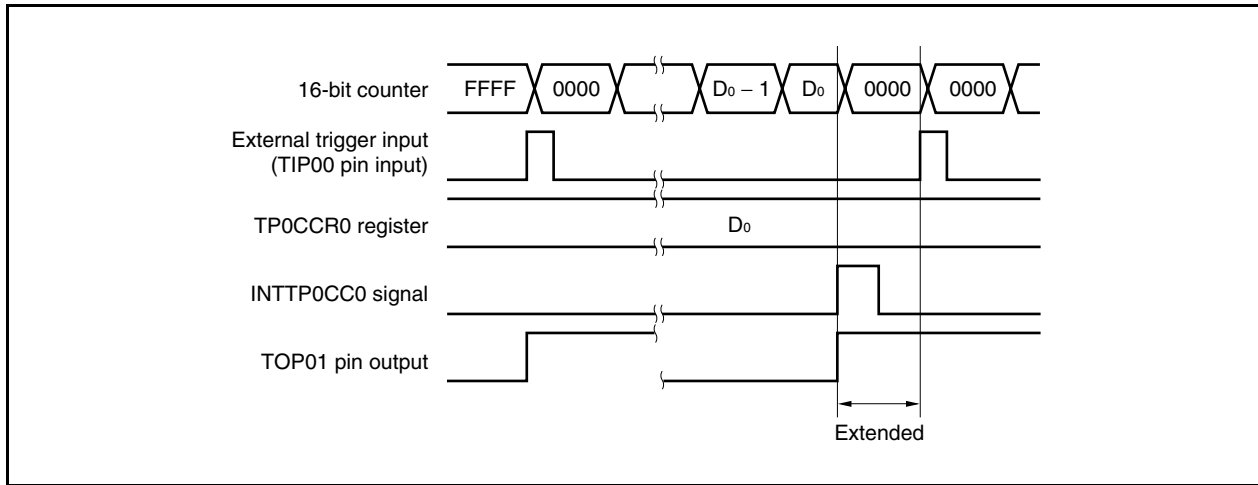 16-bit counter FFFF 0000 D0 − 1 D0 0000 0000
External trigger input
(TIP00 pin input)
TP0CCR0 register D0
INTTP0CC0 signal
TOP01 pin output
Extended